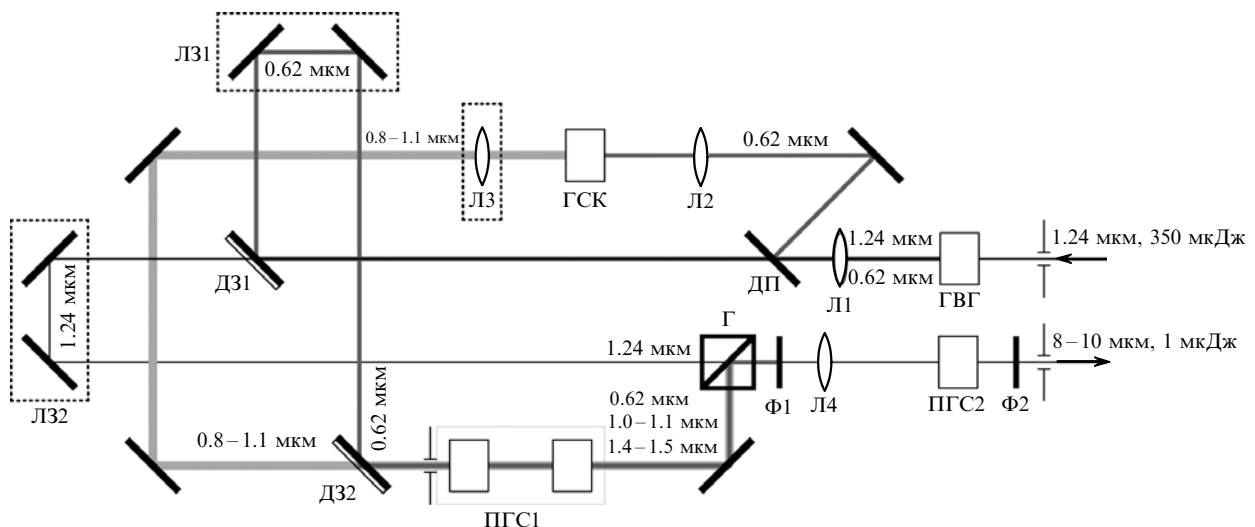 ЛЗ1
0.62 мкм
0.8 – 1.1 мкм
0.62 мкм
Л3
ГСК
Л2
1.24 мкм
1.24 мкм, 350 мкДж
ДЗ1
ДП
0.62 мкм
Л1
ГВГ
1.24 мкм
Г
8 – 10 мкм, 1 мкДж
1.24 мкм
ЛЗ2
0.62 мкм
0.62 мкм
Ф1
Л4
ПГС2
Ф2
1.0 – 1.1 мкм
0.8 – 1.1 мкм
1.4 – 1.5 мкм
ДЗ2
ПГС1